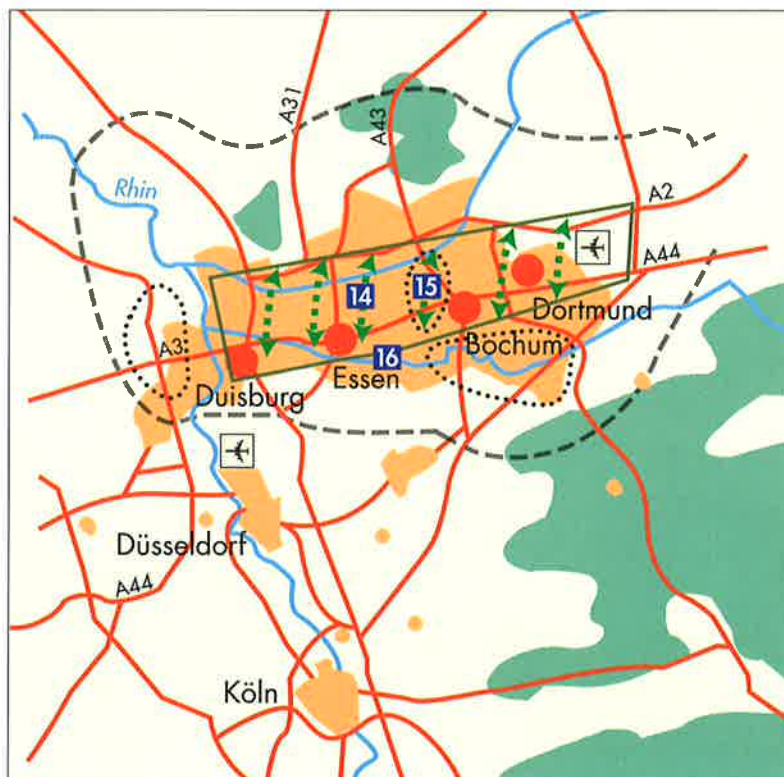 A31
A43
Rhin
A2
A44
14
15
Dortmund
A3
16
Bochum
Essen
Duisburg
Düsseldorf
A44
Köln